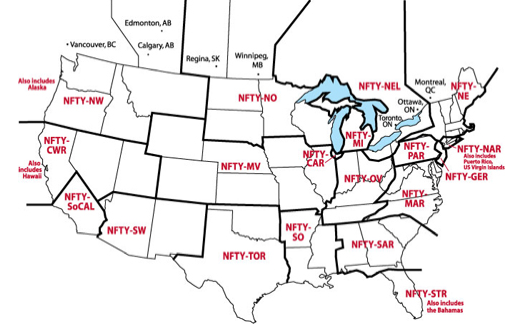 Edmonton, AB
Vancouver, BC
Calgary, AB
Regina, SK
Winnipeg,
MB
Also includes
Alaska
NFTY-NW
NFTY-NO
NFTY-NEL
Montreal,
QC
NFTY-
NE
Ottawa,
ON
Toronto,
ON
NFTY-
CWR
Also
includes
Hawaii
NFTY-
MI
NFTY-
CAR
NFTY-
PAR
NFTY-NAR
Also includes
Puerto Rico,
US Virgin Islands
NFTY-GER
NFTY-MV
NFTY-OV
NFTY-
SoCAL
NFTY-
MAR
NFTY-SW
NFTY-
SO
NFTY-SAR
NFTY-TOR
NFTY-STR
Also includes
the Bahamas